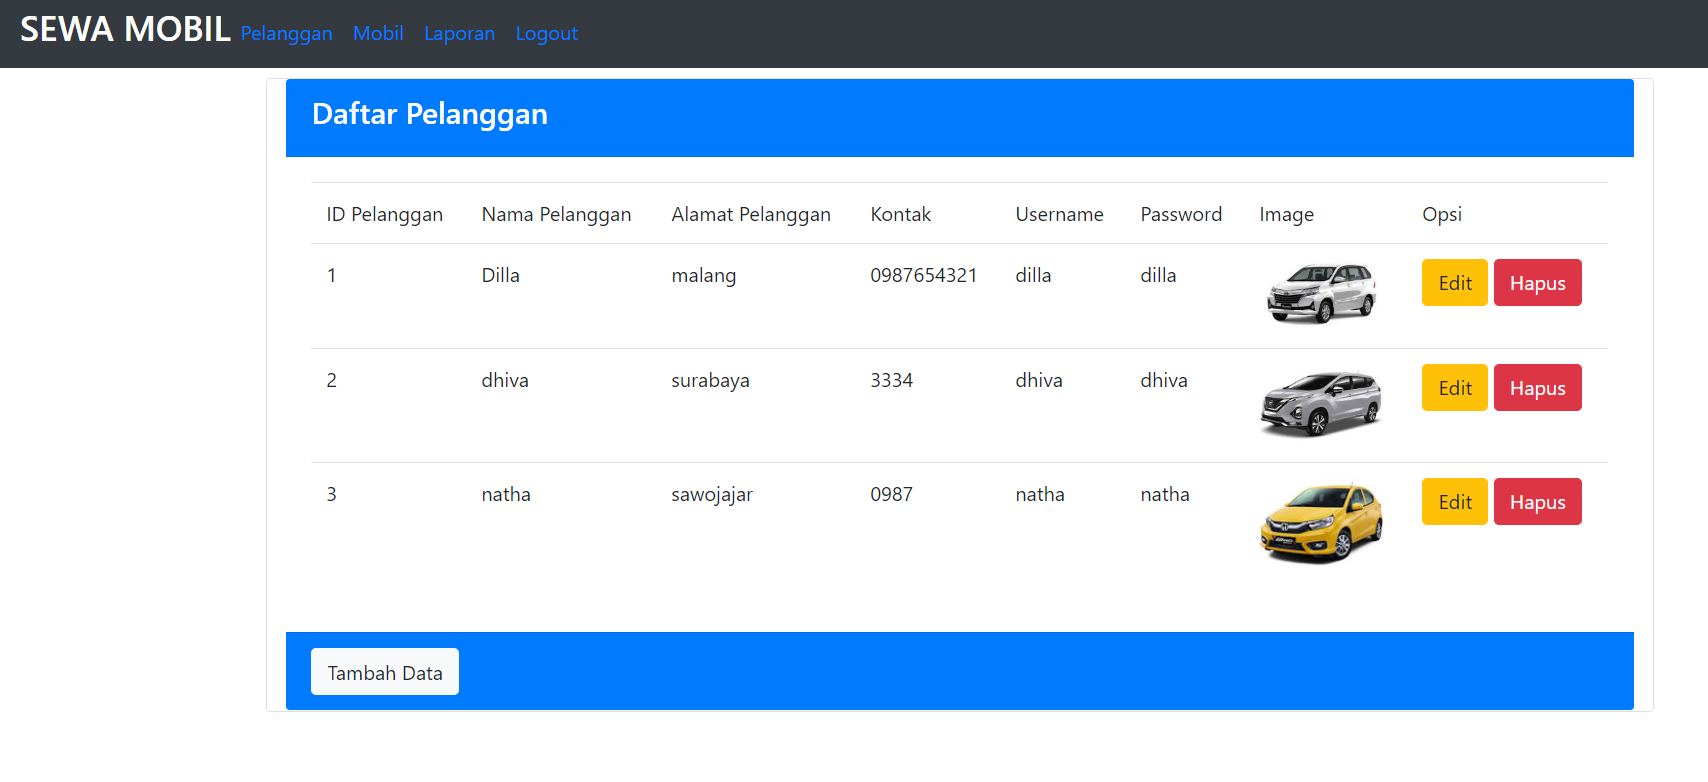 SEWA MOBIL Pelanggan Mobil Laporan Logout
Daftar Pelanggan
ID Pelanggan Nama Pelanggan Alamat Pelanggan Kontak Username Password Image Opsi
1 Dilla malang 0987654321 dilla dilla Edit Hapus
2 dhiva surabaya 3334 dhiva dhiva Edit Hapus
3 natha sawojajar 0987 natha natha Edit Hapus
Tambah Data